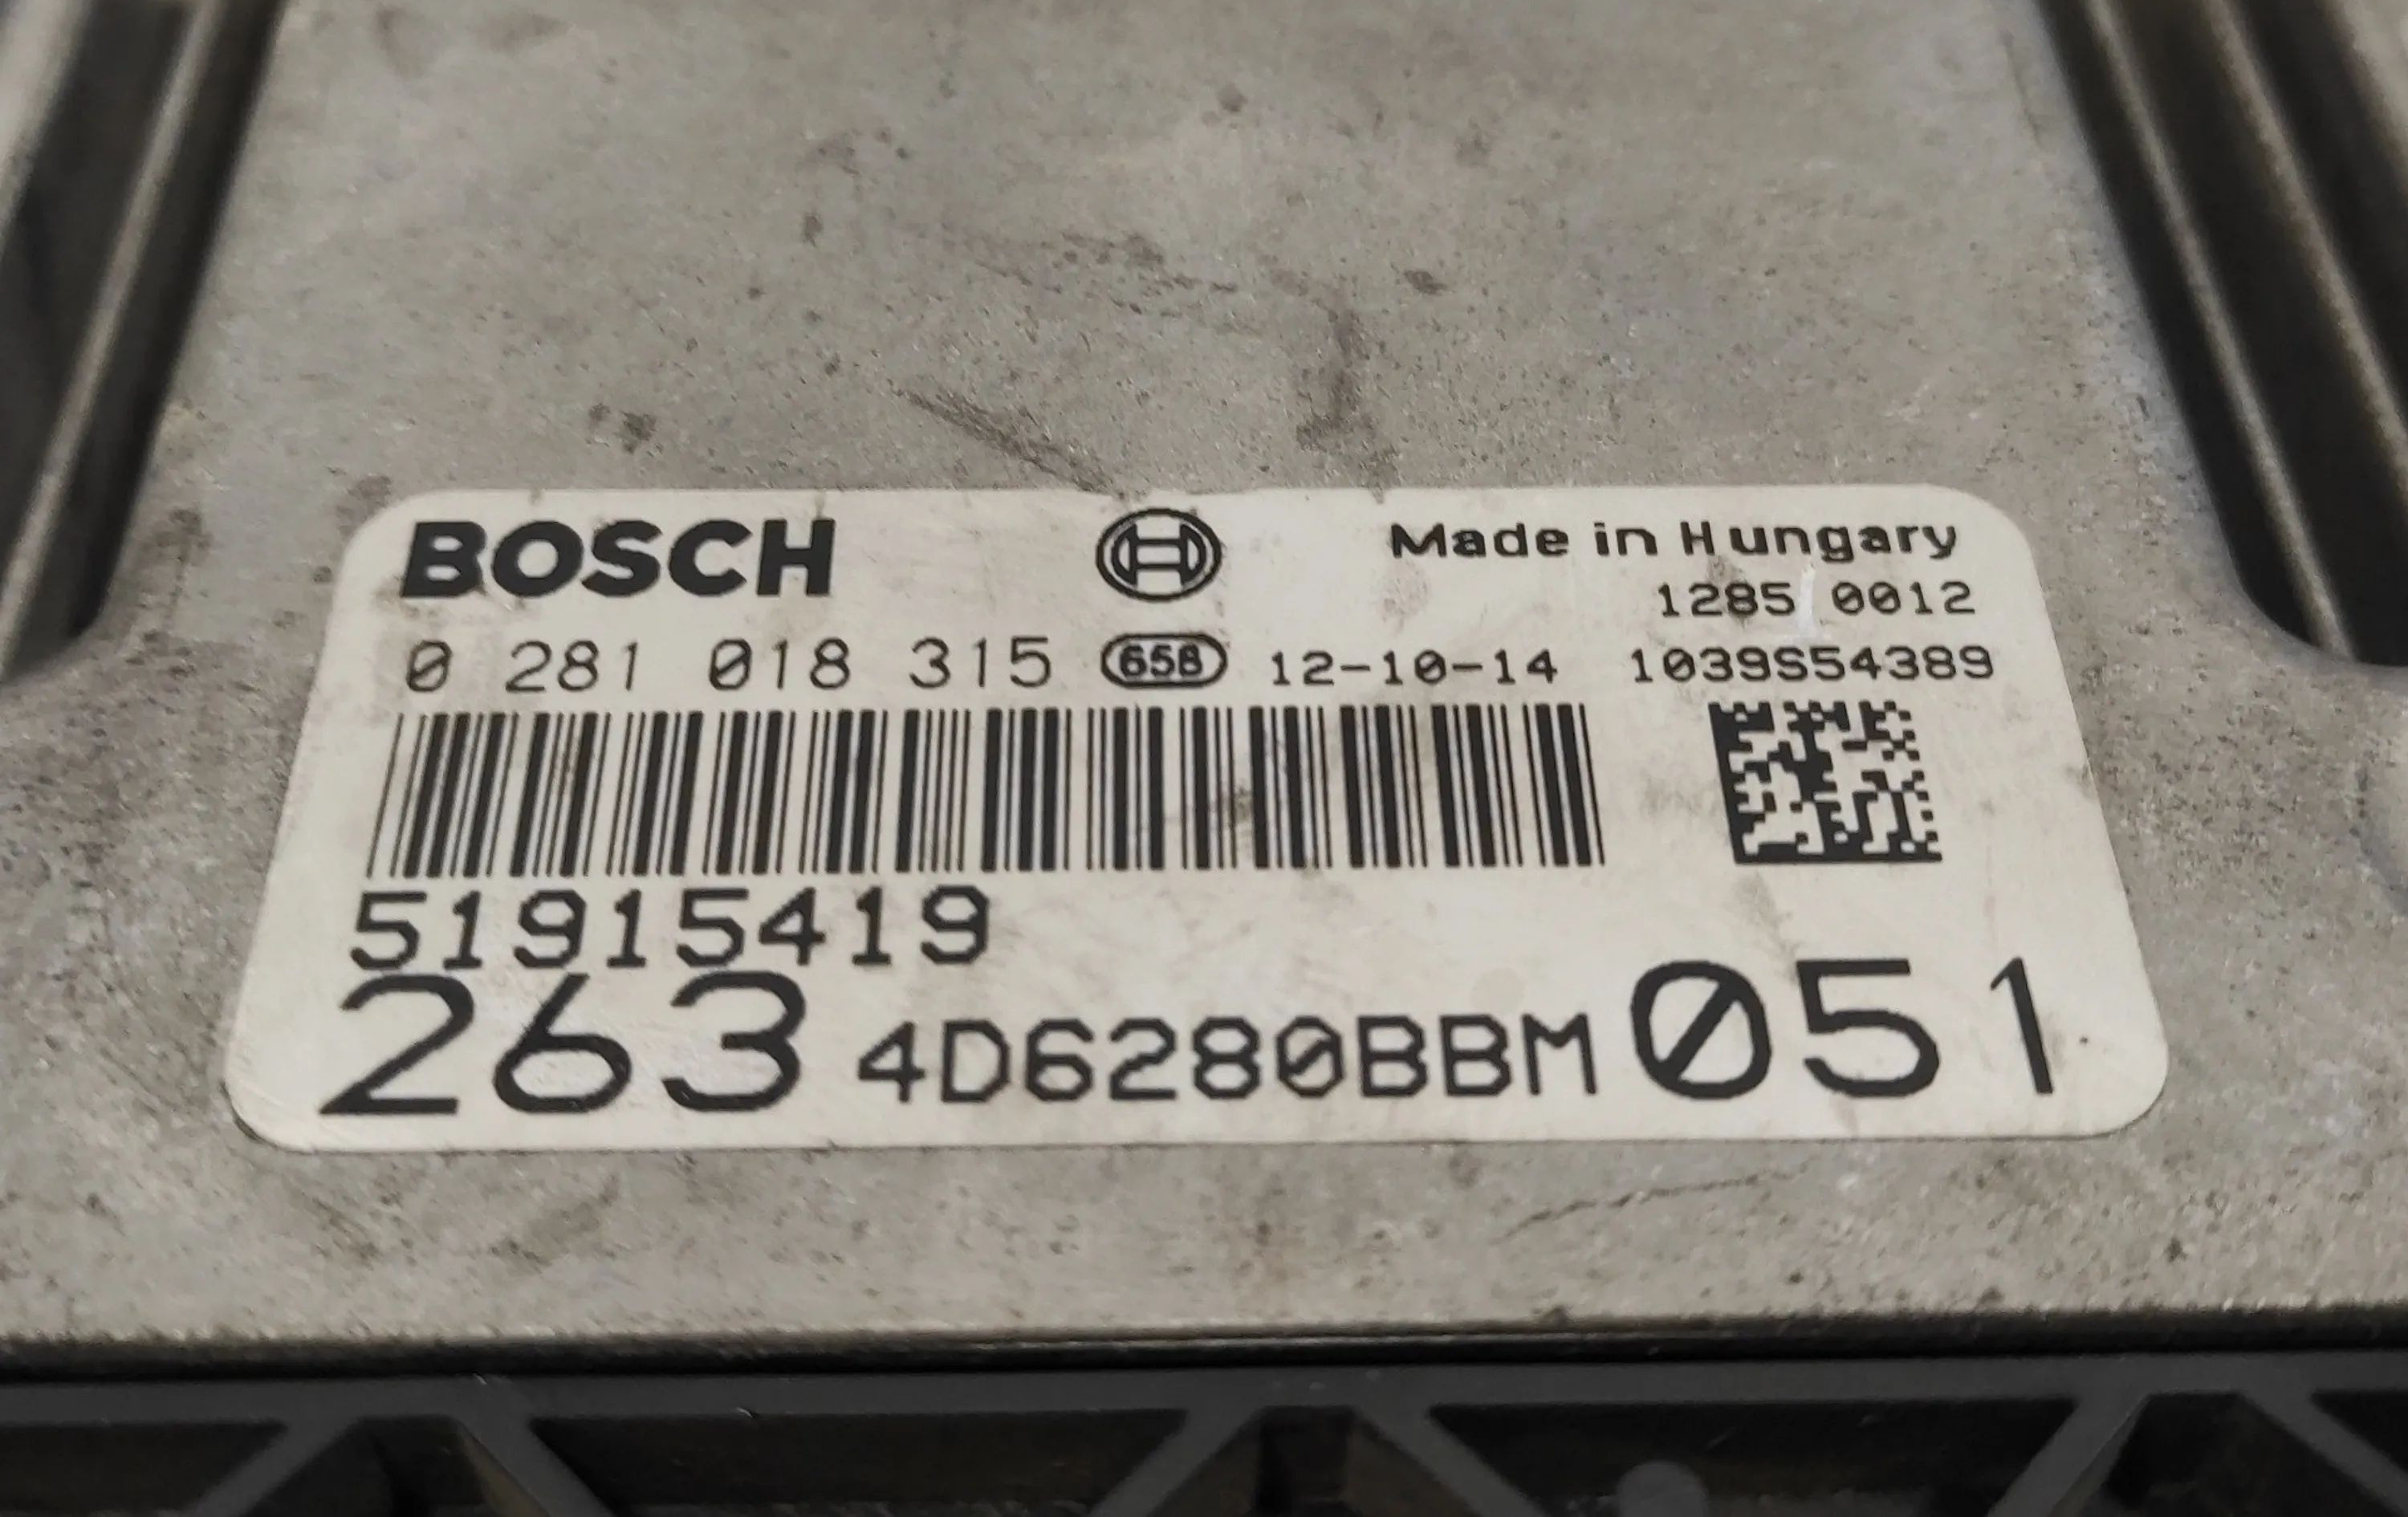 BOSCH Made in Hungary
1285 0012
0 281 018 315 658 12-10-14 1039S54389
51915419
263 4D6280BBM 051